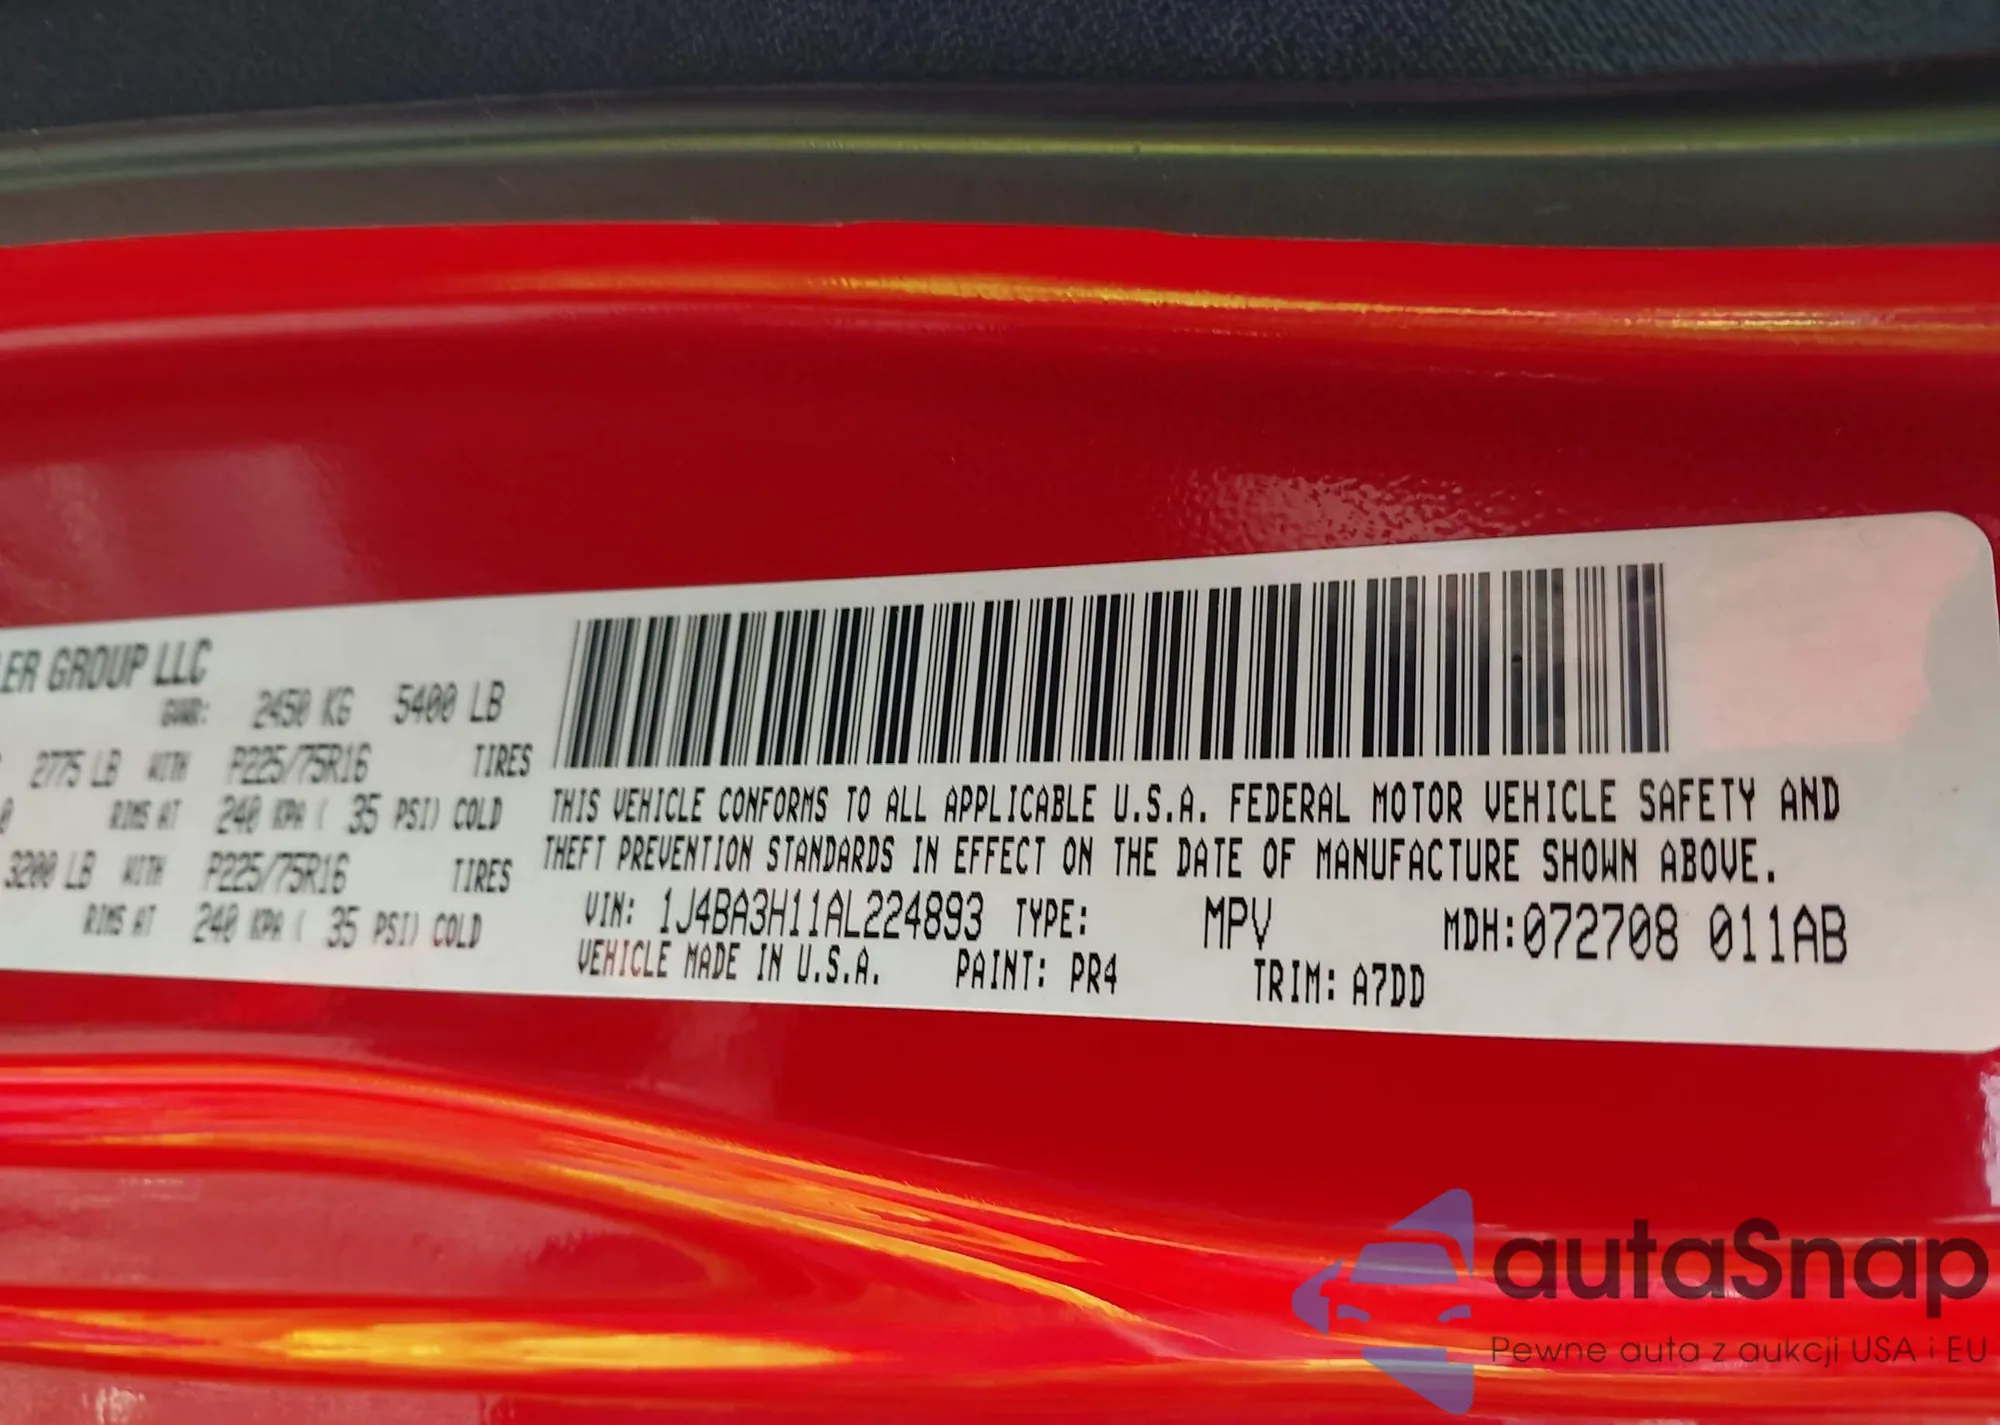 LER GROUP LLC
GVWR: 2450 KG 5400 LB
2775 LB WITH P225/75R16 TIRES
0 RIMS AT 240 KPA ( 35 PSI) COLD
3200 LB WITH P225/75R16 TIRES
RIMS AT 240 KPA ( 35 PSI) COLD
THIS VEHICLE CONFORMS TO ALL APPLICABLE U.S.A. FEDERAL MOTOR VEHICLE SAFETY AND
THEFT PREVENTION STANDARDS IN EFFECT ON THE DATE OF MANUFACTURE SHOWN ABOVE.
VIN: 1J4BA3H11AL224893 TYPE: MPV MDH:072708 011AB
VEHICLE MADE IN U.S.A. PAINT: PR4 TRIM: A7DD
autaSnap
Pewne auta z aukcji USA i EU